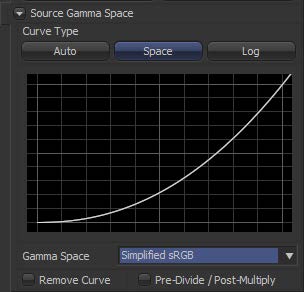 Source Gamma Space
Curve Type
Auto Space Log
Gamma Space Simplified sRGB
Remove Curve Pre-Divide / Post-Multiply